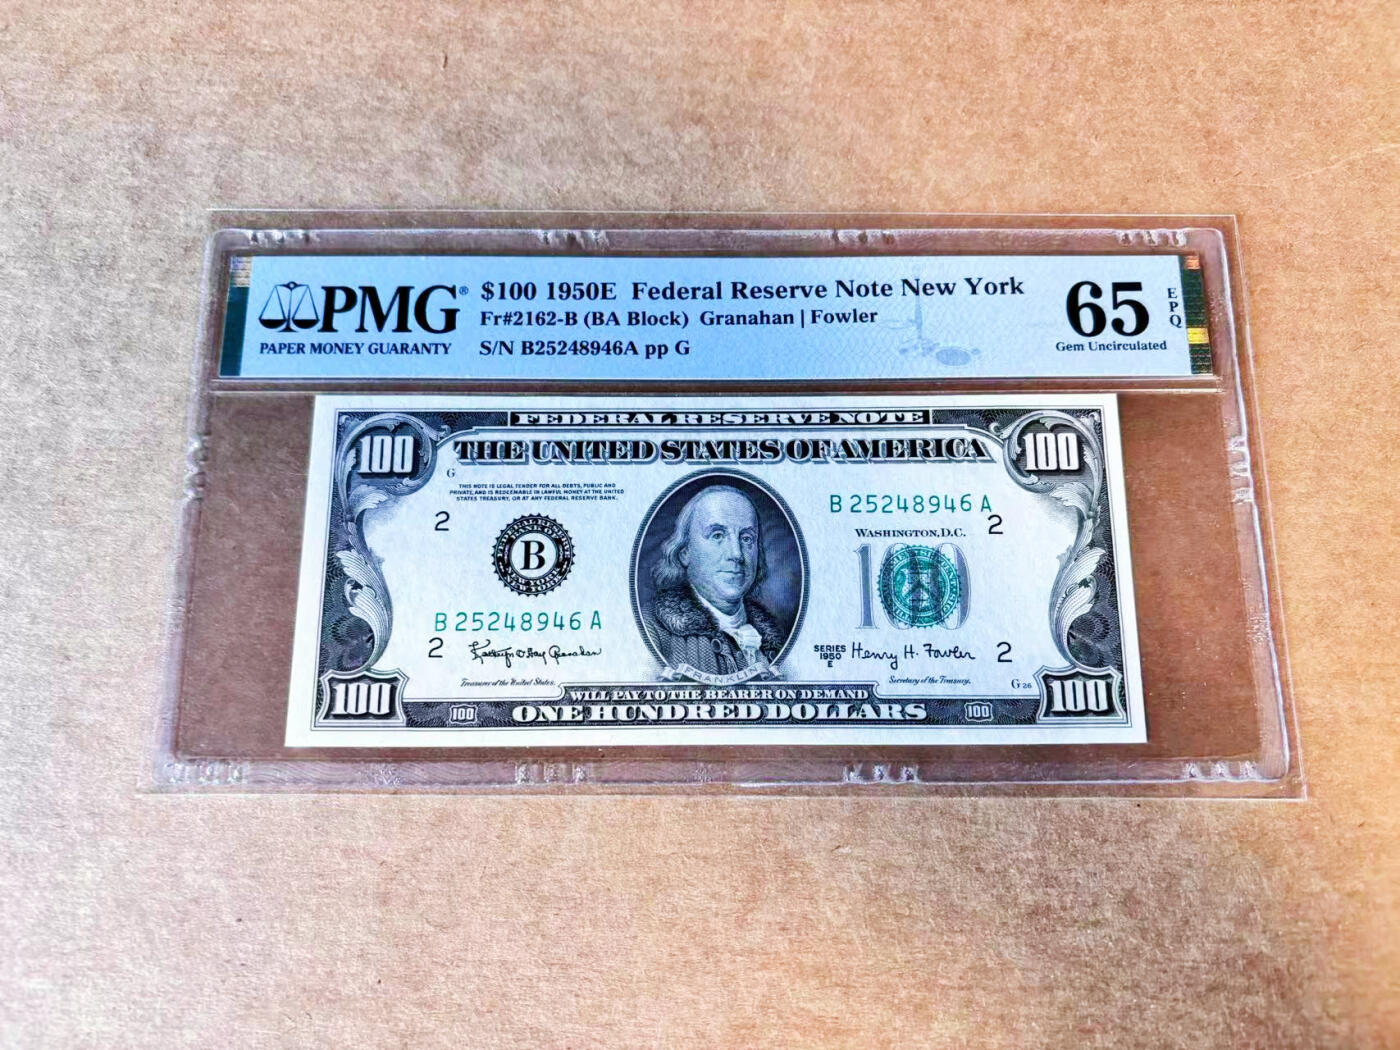 PMG®
PAPER MONEY GUARANTY
$100 1950E Federal Reserve Note New York
Fr#2162-B (BA Block) Granahan | Fowler
S/N B25248946A pp G
65
EPQ
Gem Uncirculated
FEDERAL RESERVE NOTE
100 THE UNITED STATES OF AMERICA 100
G
THIS NOTE IS LEGAL TENDER FOR ALL DEBTS, PUBLIC AND
PRIVATE, AND IS REDEEMABLE IN LAWFUL MONEY AT THE UNITED
STATES TREASURY, OR AT ANY FEDERAL RESERVE BANK.
B 25248946 A
2
2
WASHINGTON, D.C.
B
100
B 25248946 A
2
Kathryn O'Hay Granahan
Treasurer of the United States.
FRANKLIN
SERIES
1950
E
Henry H. Fowler
Secretary of the Treasury.
2
G 26
WILL PAY TO THE BEARER ON DEMAND
100 100 ONE HUNDRED DOLLARS 100 100